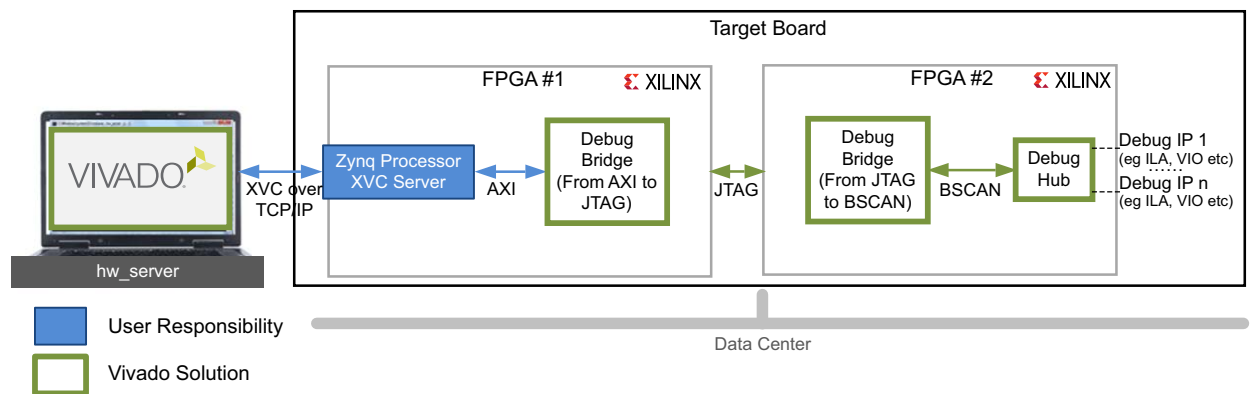 Target Board
FPGA #1
XILINX
FPGA #2
XILINX
VIVADO
XVC over
TCP/IP
Zynq Processor
XVC Server
AXI
Debug
Bridge
(From AXI to
JTAG)
JTAG
Debug
Bridge
(From JTAG
to BSCAN)
BSCAN
Debug
Hub
Debug IP 1
(eg ILA, VIO etc)
......
Debug IP n
(eg ILA, VIO etc)
hw_server
User Responsibility
Vivado Solution
Data Center